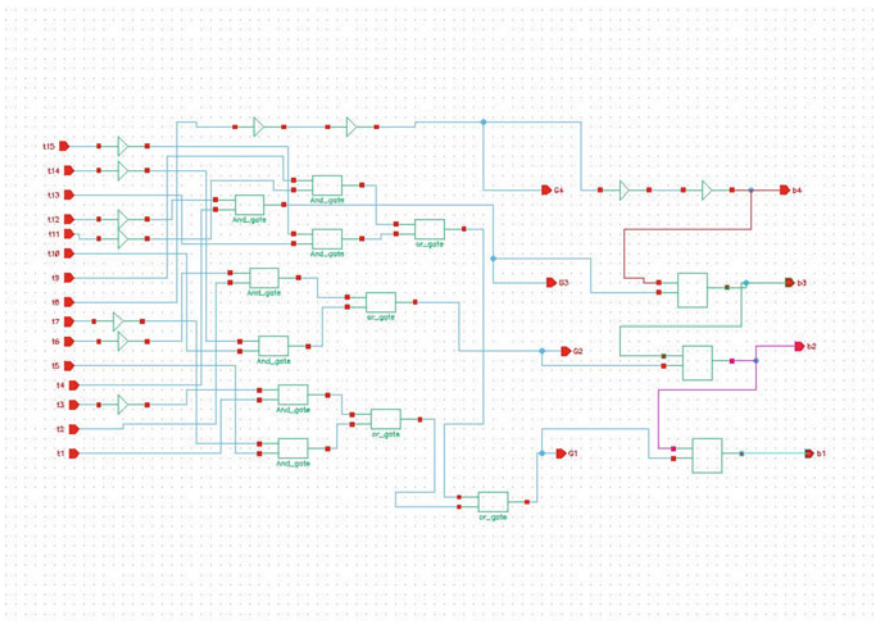 t15
t14
t13
t12
t11
t10
t9
t8
t7
t6
t5
t4
t3
t2
t1
And_gate
And_gate
And_gate
or_gate
And_gate
or_gate
And_gate
And_gate
or_gate
And_gate
or_gate
G4
G3
G2
G1
b4
b3
b2
b1